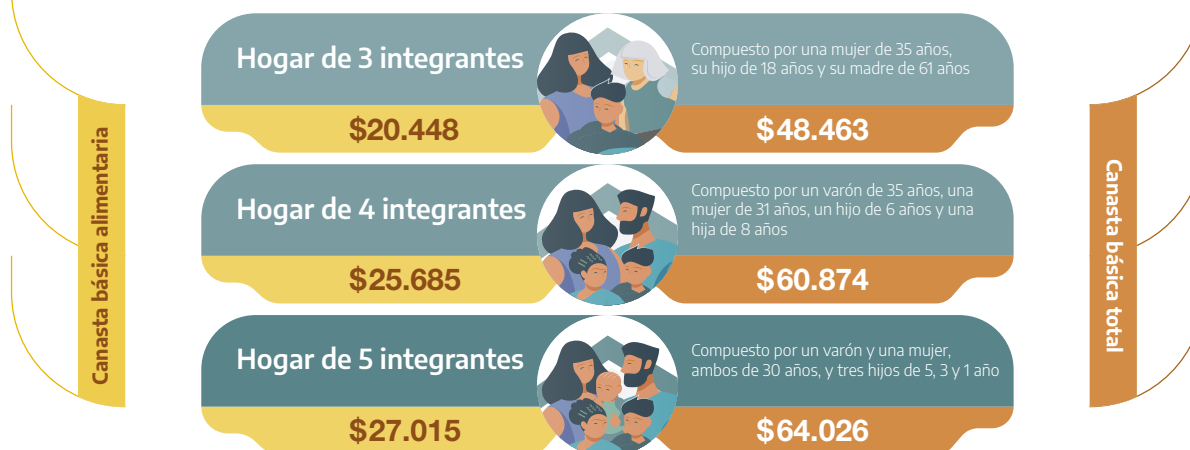 Canasta básica alimentaria
Hogar de 3 integrantes
Compuesto por una mujer de 35 años,
su hijo de 18 años y su madre de 61 años
$20.448
$48.463
Hogar de 4 integrantes
Compuesto por un varón de 35 años, una
mujer de 31 años, un hijo de 6 años y una
hija de 8 años
$25.685
$60.874
Hogar de 5 integrantes
Compuesto por un varón y una mujer,
ambos de 30 años, y tres hijos de 5, 3 y 1 año
$27.015
$64.026
Canasta básica total